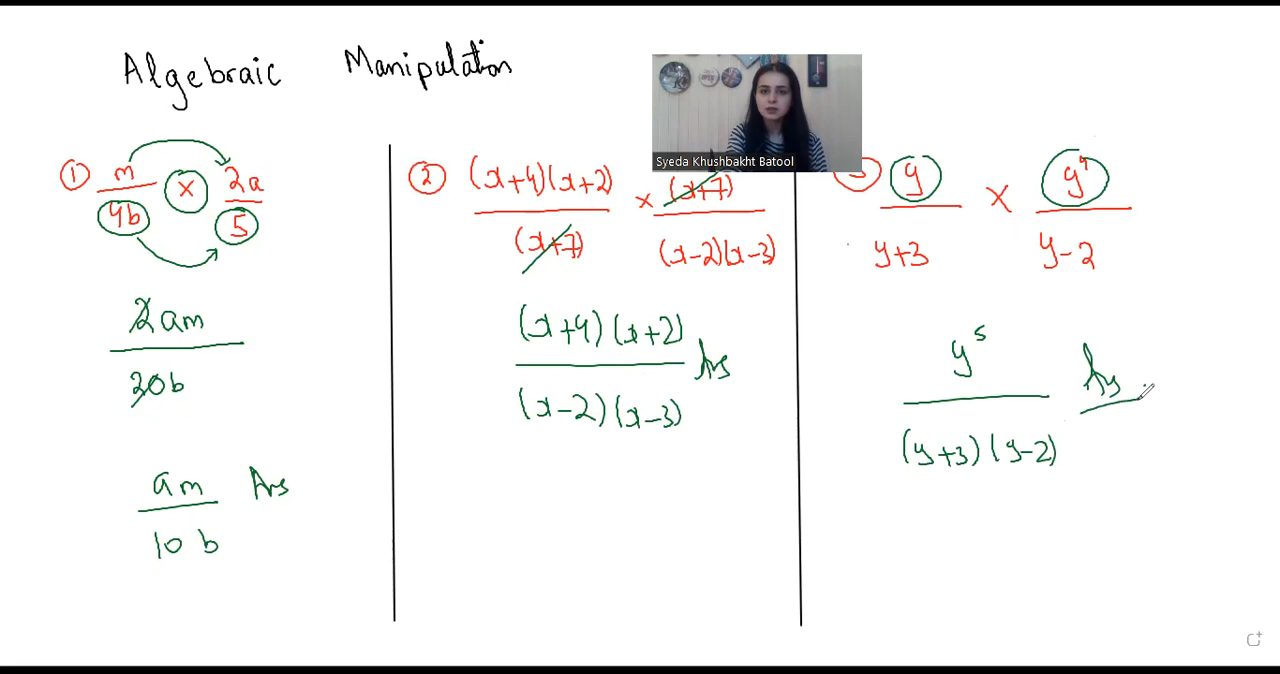 Algebraic Manipulation
Syeda Khushbakht Batool
① m/4b × 2a/5
2am/20b
am/10b Ans
② (x+4)(x+2)/(x+7) × (x+7)/(x-2)(x-3)
(x+4)(x+2)/(x-2)(x-3) Ans
③ y/y+3 × y⁴/y-2
y⁵/(y+3)(y-2) Ans